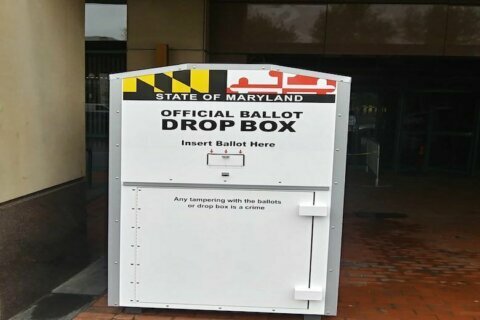 STATE OF MARYLAND
OFFICIAL BALLOT
DROP BOX
Insert Ballot Here
Any tampering with the ballots
or drop box is a crime